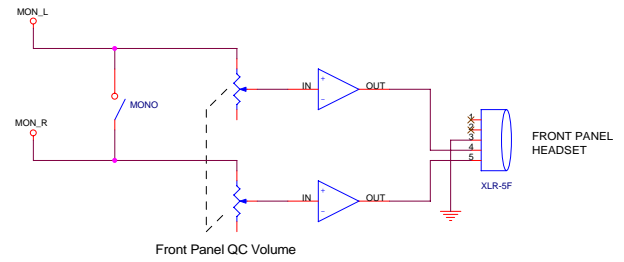 MON_L
MONO
MON_R
IN
+
-
OUT
IN
+
-
OUT
1
2
3
4
5
FRONT PANEL
HEADSET
XLR-5F
Front Panel QC Volume